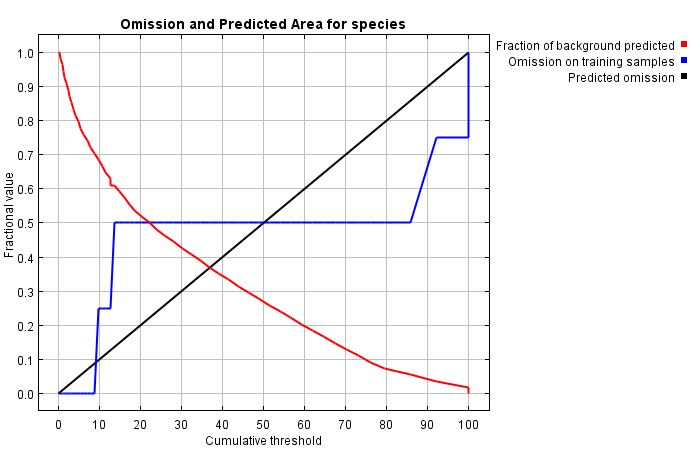 Omission and Predicted Area for species
Fraction of background predicted
Omission on training samples
Predicted omission
Fractional value
1.0
0.9
0.8
0.7
0.6
0.5
0.4
0.3
0.2
0.1
0.0
0 10 20 30 40 50 60 70 80 90 100
Cumulative threshold